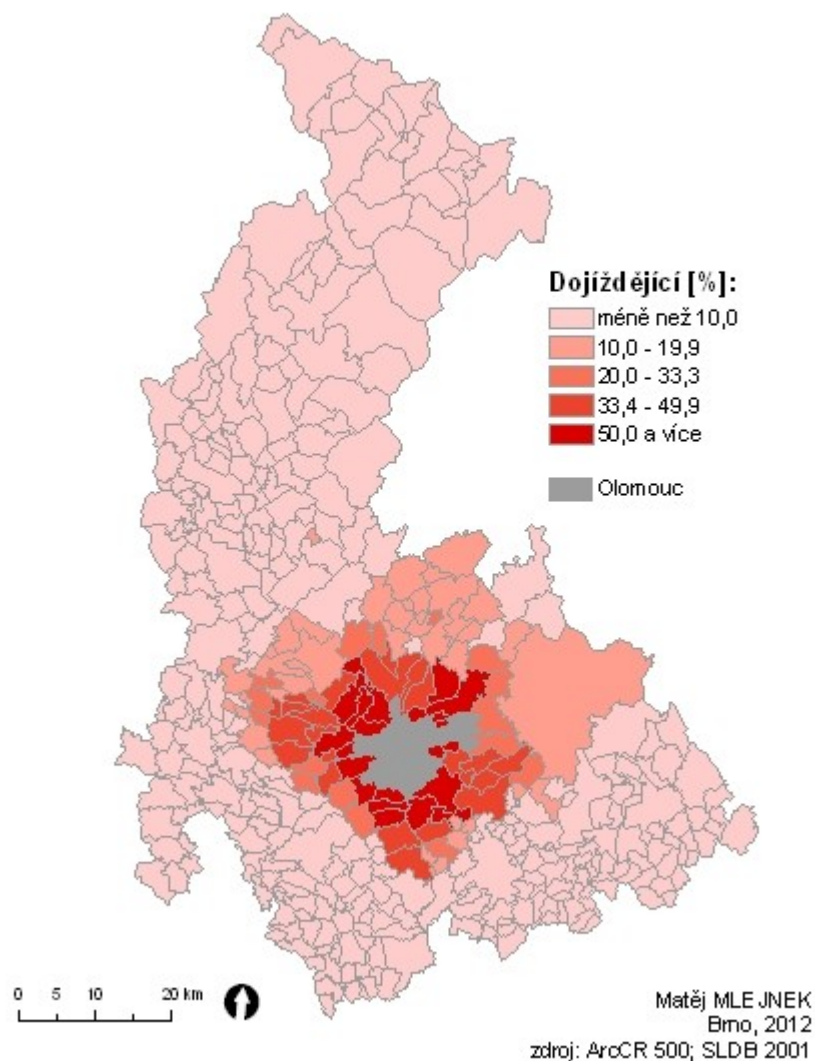 Dojíždějící [%]:
méně než 10,0
10,0 - 19,9
20,0 - 33,3
33,4 - 49,9
50,0 a více
Olomouc
0 5 10 20 km
Matěj MLEJNEK
Brno, 2012
zdroj: ArcCR 500; SLDB 2001